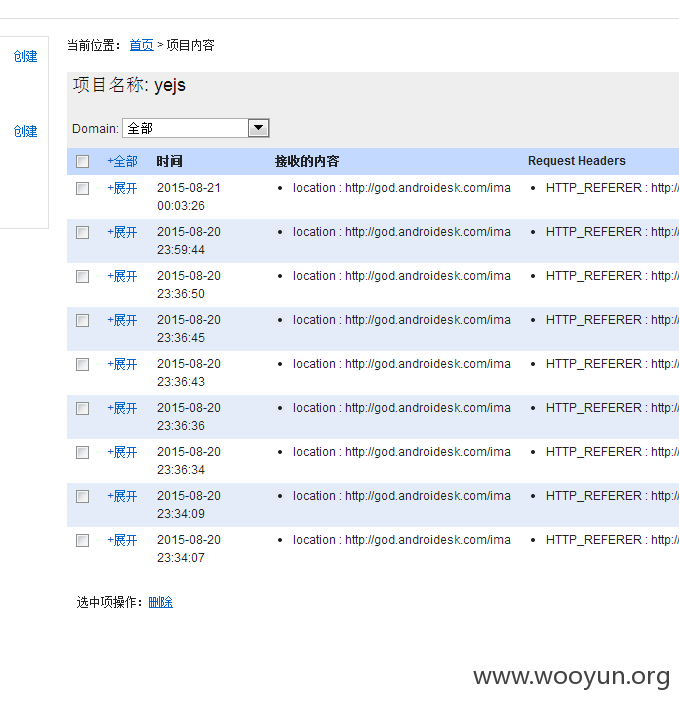 创建
创建
当前位置: 首页 > 项目内容
项目名称: yejs
Domain: 全部
+全部 时间 接收的内容 Request Headers
+展开 2015-08-21 00:03:26 • location : http://god.androidesk.com/ima • HTTP_REFERER : http:/
+展开 2015-08-20 23:59:44 • location : http://god.androidesk.com/ima • HTTP_REFERER : http:/
+展开 2015-08-20 23:36:50 • location : http://god.androidesk.com/ima • HTTP_REFERER : http:/
+展开 2015-08-20 23:36:45 • location : http://god.androidesk.com/ima • HTTP_REFERER : http:/
+展开 2015-08-20 23:36:43 • location : http://god.androidesk.com/ima • HTTP_REFERER : http:/
+展开 2015-08-20 23:36:36 • location : http://god.androidesk.com/ima • HTTP_REFERER : http:/
+展开 2015-08-20 23:36:34 • location : http://god.androidesk.com/ima • HTTP_REFERER : http:/
+展开 2015-08-20 23:34:09 • location : http://god.androidesk.com/ima • HTTP_REFERER : http:/
+展开 2015-08-20 23:34:07 • location : http://god.androidesk.com/ima • HTTP_REFERER : http:/
选中项操作: 删除
www.wooyun.org